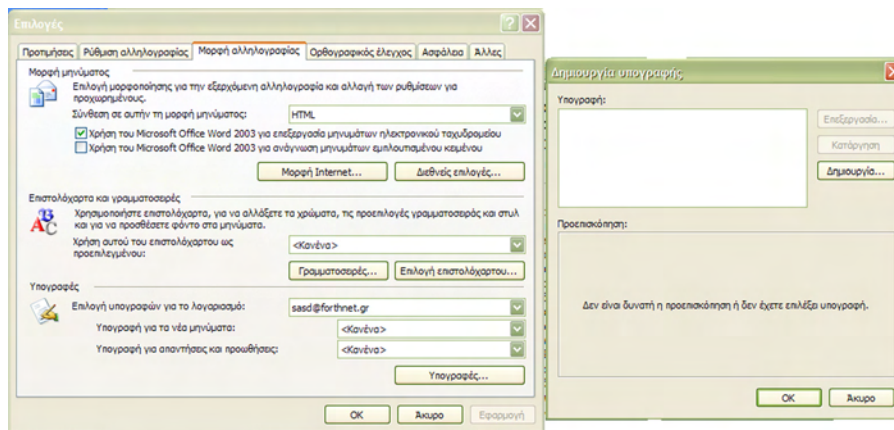 Επιλογές
Προτιμήσεις Ρύθμιση αλληλογραφίας Μορφή αλληλογραφίας Ορθογραφικός έλεγχος Ασφάλεια Άλλες
Μορφή μηνύματος
Επιλογή μορφοποίησης για την εξερχόμενη αλληλογραφία και αλλαγή των ρυθμίσεων για
προχωρημένους.
Σύνθεση σε αυτήν τη μορφή μηνύματος: HTML
Χρήση του Microsoft Office Word 2003 για επεξεργασία μηνυμάτων ηλεκτρονικού ταχυδρομείου
Χρήση του Microsoft Office Word 2003 για ανάγνωση μηνυμάτων εμπλουτισμένου κειμένου
Μορφή Internet... Διεθνείς επιλογές...
Επιστολόχαρτα και γραμματοσειρές
Χρησιμοποιήστε επιστολόχαρτα, για να αλλάξετε τα χρώματα, τις προεπιλογές γραμματοσειράς και στυλ
και για να προσθέσετε φόντο στα μηνύματα.
Χρήση αυτού του επιστολόχαρτου ως
προεπιλεγμένου: <Κανένα>
Γραμματοσειρές... Επιλογή επιστολόχαρτου...
Υπογραφές
Επιλογή υπογραφών για το λογαριασμό: sasd@forthnet.gr
Υπογραφή για τα νέα μηνύματα: <Κανένα>
Υπογραφή για απαντήσεις και προωθήσεις: <Κανένα>
Υπογραφές...
OK Άκυρο Εφαρμογή
Δημιουργία υπογραφής
Υπογραφή:
Επεξεργασία...
Κατάργηση
Δημιουργία...
Προεπισκόπηση:
Δεν είναι δυνατή η προεπισκόπηση ή δεν έχετε επιλέξει υπογραφή.
OK Άκυρο